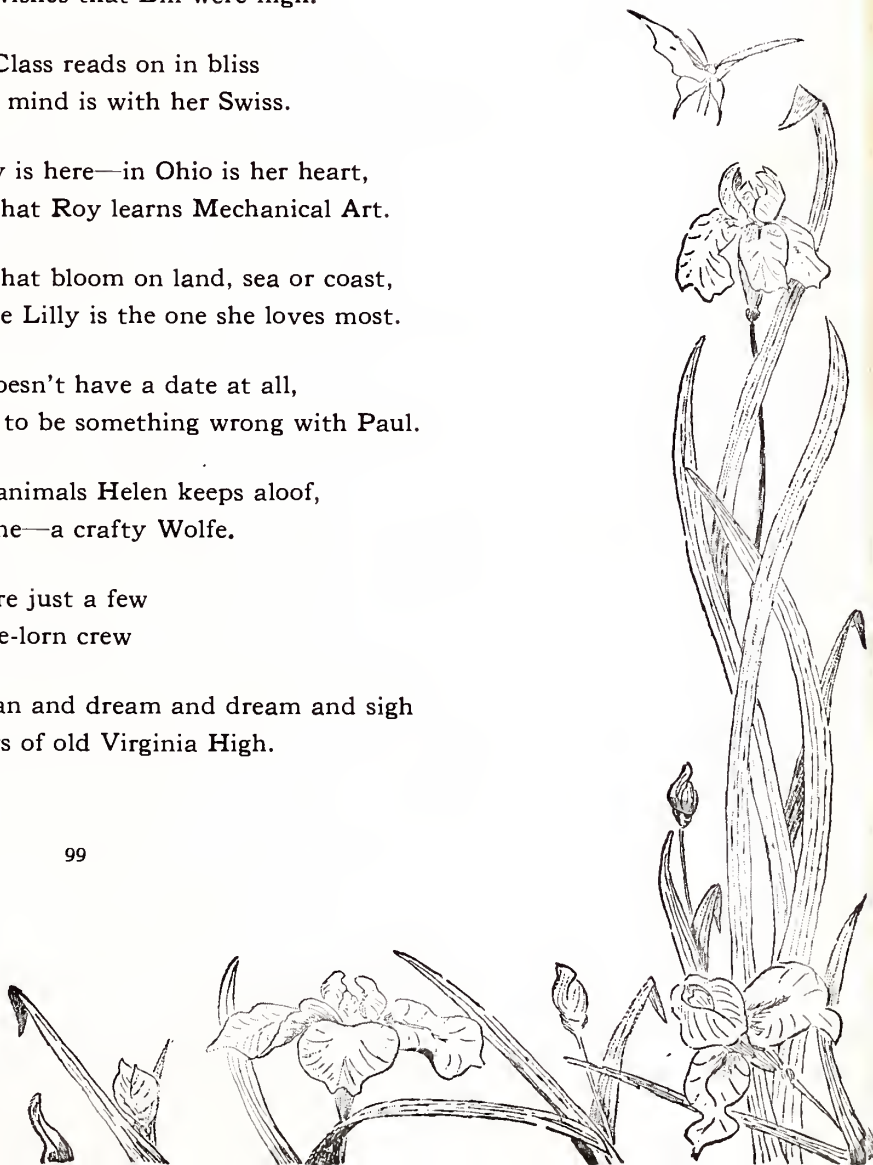 that Bill were high.
Class reads on in bliss
mind is with her Swiss.
is here—in Ohio is her heart,
hat Roy learns Mechanical Art.
hat bloom on land, sea or coast,
e Lilly is the one she loves most.
oesn't have a date at all,
to be something wrong with Paul.
animals Helen keeps aloof,
ne—a crafty Wolfe.
re just a few
e-lorn crew
an and dream and dream and sigh
s of old Virginia High.
99